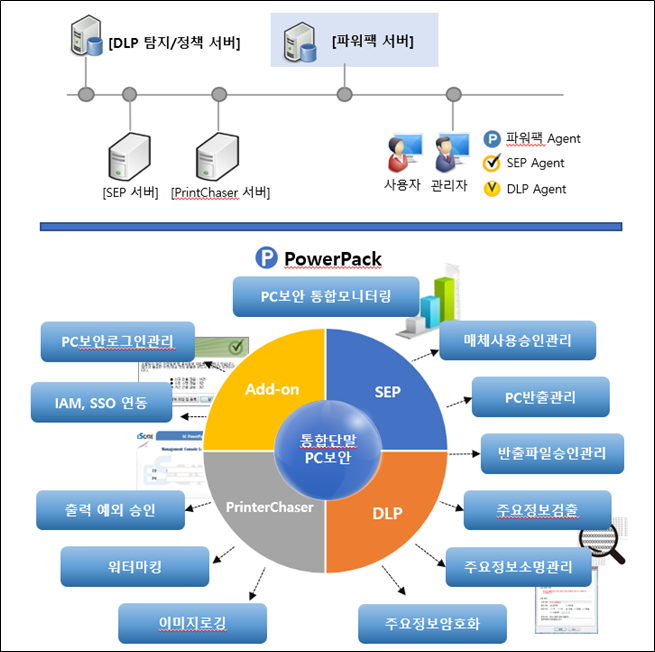 [DLP 탐지/정책 서버]
[파워팩 서버]
[SEP 서버]
[PrintChaser 서버]
사용자
관리자
P 파워팩 Agent
SEP Agent
V DLP Agent
P PowerPack
PC보안 통합모니터링
PC보안로그인관리
매체사용승인관리
Add-on
SEP
IAM, SSO 연동
PC반출관리
통합단말
PC보안
반출파일승인관리
출력 예외 승인
PrinterChaser
DLP
주요정보검출
워터마킹
주요정보소명관리
이미지로깅
주요정보암호화